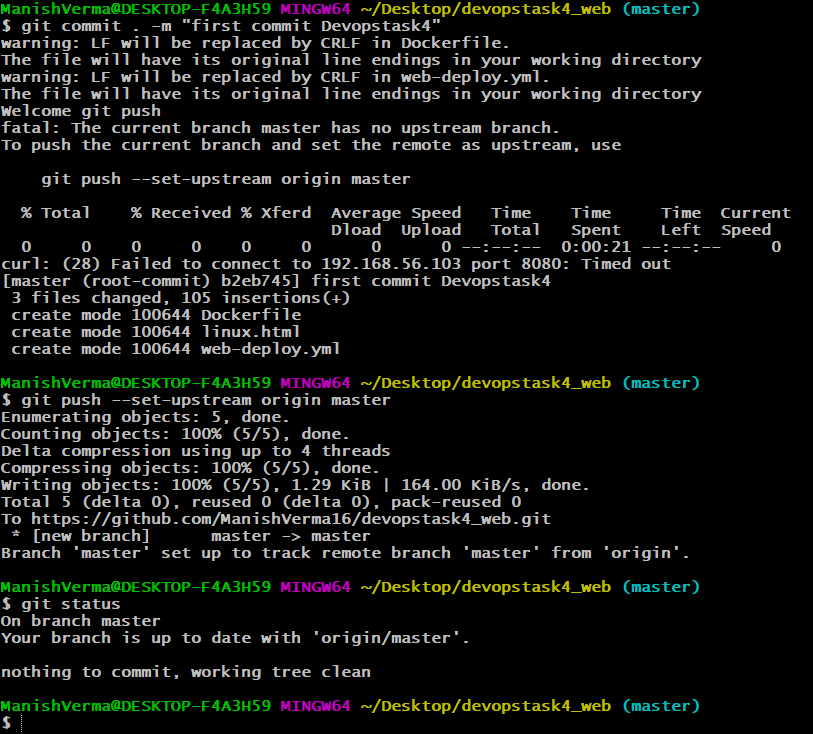 ManishVerma@DESKTOP-F4A3H59 MINGW64 ~/Desktop/devopstask4_web (master)
$ git commit . -m "first commit Devopstask4"
warning: LF will be replaced by CRLF in Dockerfile.
The file will have its original line endings in your working directory
warning: LF will be replaced by CRLF in web-deploy.yml.
The file will have its original line endings in your working directory
Welcome git push
fatal: The current branch master has no upstream branch.
To push the current branch and set the remote as upstream, use

    git push --set-upstream origin master

  % Total    % Received % Xferd  Average Speed   Time    Time     Time  Current
                                 Dload  Upload   Total   Spent    Left  Speed
  0     0    0     0    0     0      0      0 --:--:--  0:00:21 --:--:--     0
curl: (28) Failed to connect to 192.168.56.103 port 8080: Timed out
[master (root-commit) b2eb745] first commit Devopstask4
 3 files changed, 105 insertions(+)
 create mode 100644 Dockerfile
 create mode 100644 linux.html
 create mode 100644 web-deploy.yml

ManishVerma@DESKTOP-F4A3H59 MINGW64 ~/Desktop/devopstask4_web (master)
$ git push --set-upstream origin master
Enumerating objects: 5, done.
Counting objects: 100% (5/5), done.
Delta compression using up to 4 threads
Compressing objects: 100% (5/5), done.
Writing objects: 100% (5/5), 1.29 KiB | 164.00 KiB/s, done.
Total 5 (delta 0), reused 0 (delta 0), pack-reused 0
To https://github.com/ManishVerma16/devopstask4_web.git
 * [new branch]      master -> master
Branch 'master' set up to track remote branch 'master' from 'origin'.

ManishVerma@DESKTOP-F4A3H59 MINGW64 ~/Desktop/devopstask4_web (master)
$ git status
On branch master
Your branch is up to date with 'origin/master'.

nothing to commit, working tree clean

ManishVerma@DESKTOP-F4A3H59 MINGW64 ~/Desktop/devopstask4_web (master)
$